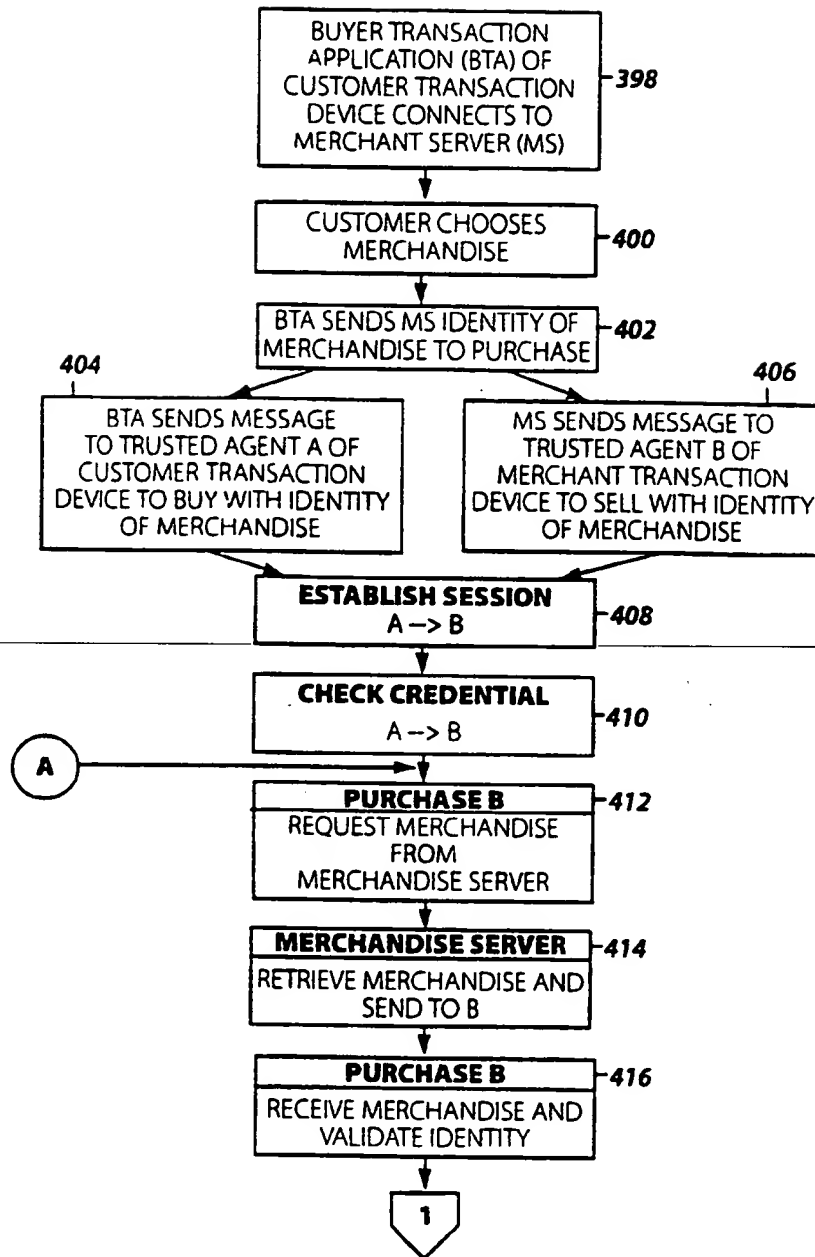 BUYER TRANSACTION
APPLICATION (BTA) OF
CUSTOMER TRANSACTION
DEVICE CONNECTS TO
MERCHANT SERVER (MS)
398
CUSTOMER CHOOSES
MERCHANDISE
400
BTA SENDS MS IDENTITY OF
MERCHANDISE TO PURCHASE
402
404
BTA SENDS MESSAGE
TO TRUSTED AGENT A OF
CUSTOMER TRANSACTION
DEVICE TO BUY WITH IDENTITY
OF MERCHANDISE
406
MS SENDS MESSAGE TO
TRUSTED AGENT B OF
MERCHANT TRANSACTION
DEVICE TO SELL WITH IDENTITY
OF MERCHANDISE
ESTABLISH SESSION
A --> B
408
CHECK CREDENTIAL
A --> B
410
A
PURCHASE B
412
REQUEST MERCHANDISE
FROM
MERCHANDISE SERVER
MERCHANDISE SERVER
414
RETRIEVE MERCHANDISE AND
SEND TO B
PURCHASE B
416
RECEIVE MERCHANDISE AND
VALIDATE IDENTITY
1